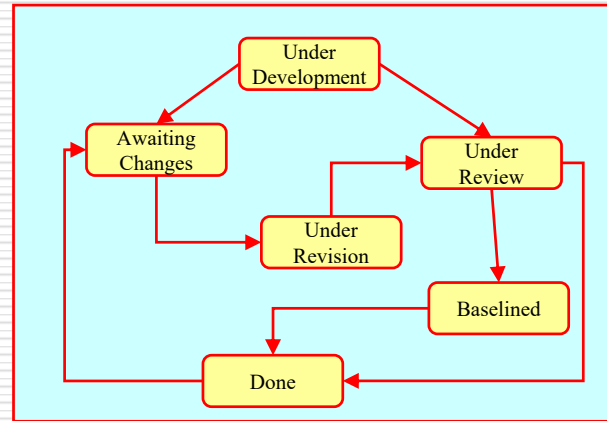 Under
Development
Awaiting
Changes
Under
Review
Under
Revision
Baselined
Done